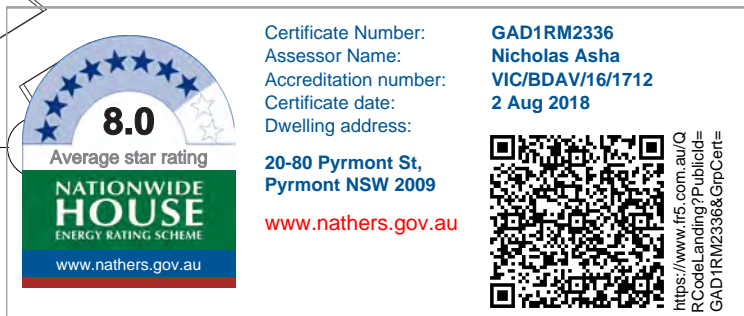 8.0
Average star rating
NATIONWIDE
HOUSE
ENERGY RATING SCHEME
www.nathers.gov.au
Certificate Number: GAD1RM2336
Assessor Name: Nicholas Asha
Accreditation number: VIC/BDAV/16/1712
Certificate date: 2 Aug 2018
Dwelling address:
20-80 Pyrmont St,
Pyrmont NSW 2009
www.nathers.gov.au
https://www.fr5.com.au/Q
RCodeLanding?PublicId=
GAD1RM2336&GrpCert=